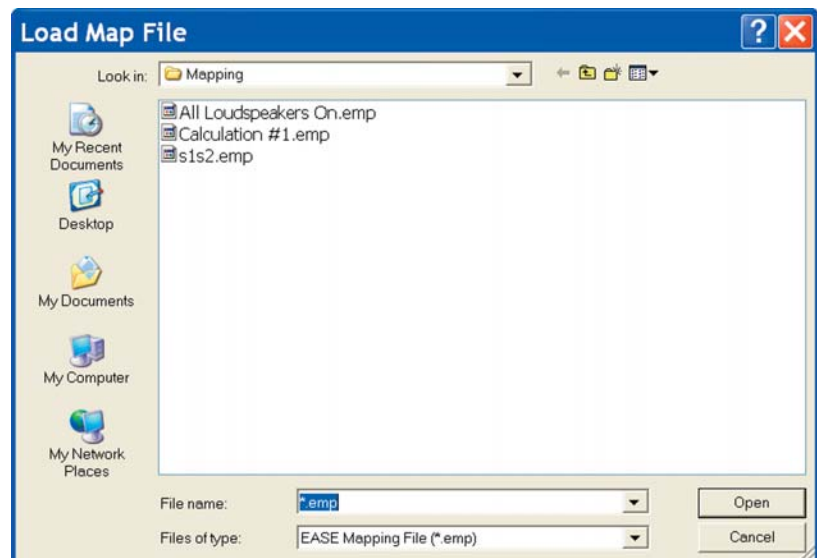 Load Map File
Look in: Mapping
All Loudspeakers On.emp
Calculation #1.emp
s1s2.emp
My Recent
Documents
Desktop
My Documents
My Computer
My Network
Places
File name: *.emp Open
Files of type: EASE Mapping File (*.emp) Cancel